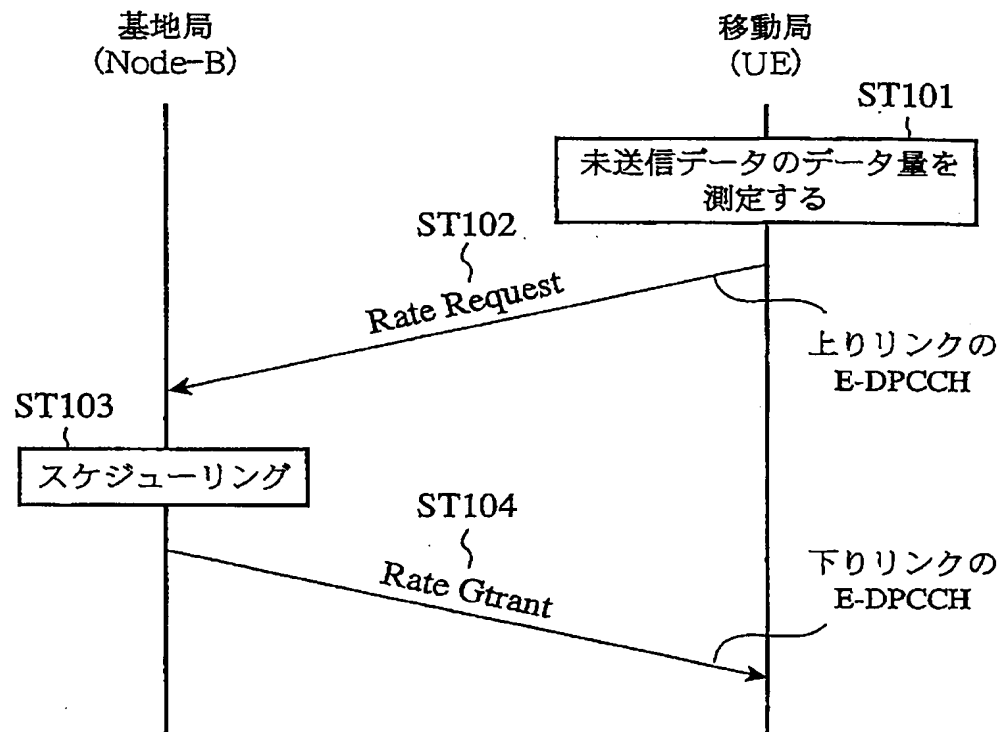 基地局
(Node-B)
移動局
(UE)
ST101
未送信データのデータ量を
測定する
ST102
Rate Request
上りリンクの
E-DPCCH
ST103
スケジューリング
ST104
Rate Gtrant
下りリンクの
E-DPCCH